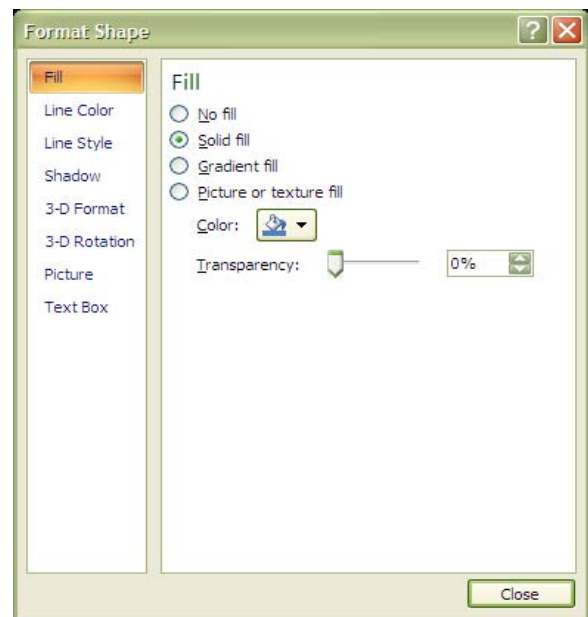 Format Shape
Fill
Line Color
Line Style
Shadow
3-D Format
3-D Rotation
Picture
Text Box
Fill
No fill
Solid fill
Gradient fill
Picture or texture fill
Color:
Transparency: 0%
Close